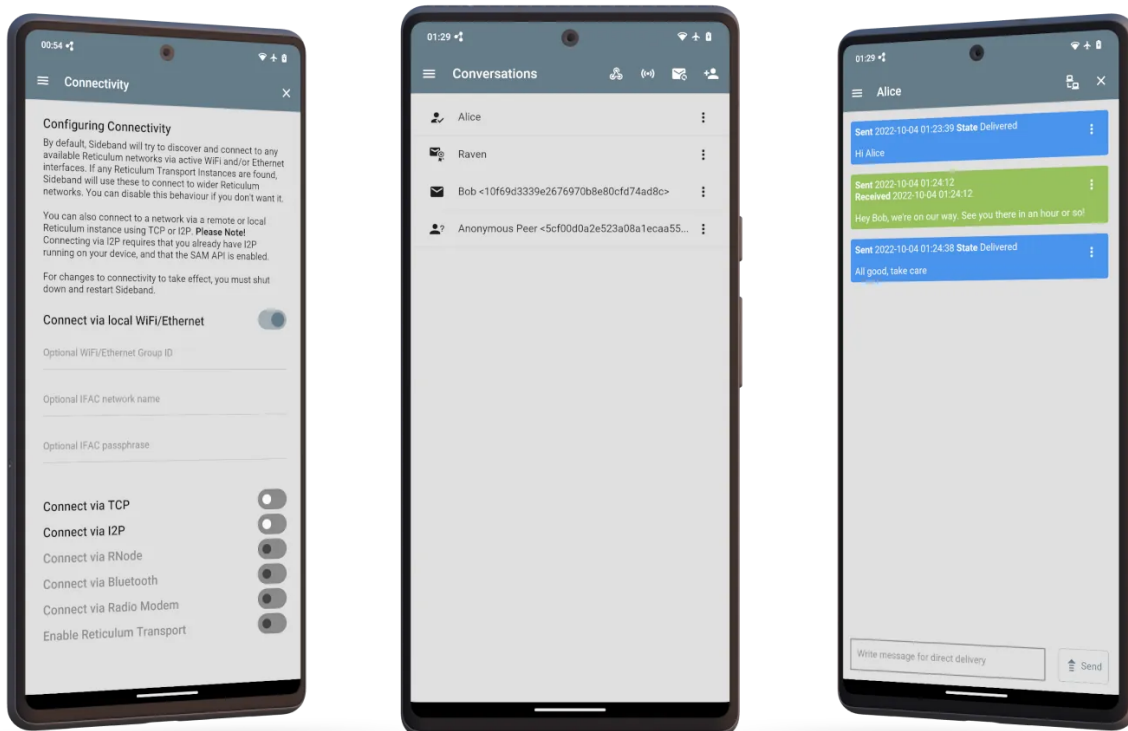 00:54
Connectivity
Configuring Connectivity
By default, Sideband will try to discover and connect to any
available Reticulum networks via active WiFi and/or Ethernet
interfaces. If any Reticulum Transport Instances are found,
Sideband will use these to connect to wider Reticulum
networks. You can disable this behaviour if you don't want it.
You can also connect to a network via a remote or local
Reticulum instance using TCP or I2P. Please Note!
Connecting via I2P requires that you already have I2P
running on your device, and that the SAM API is enabled.
For changes to connectivity to take effect, you must shut
down and restart Sideband.
Connect via local WiFi/Ethernet
Optional WiFi/Ethernet Group ID
Optional IFAC network name
Optional IFAC passphrase
Connect via TCP
Connect via I2P
Connect via RNode
Connect via Bluetooth
Connect via Radio Modem
Enable Reticulum Transport
01:29
Conversations
Alice
Raven
Bob <10f69d3339e2676970b8e80cfd74ad8c>
Anonymous Peer <5cf00d0a2e523a08a1ecaa55...
01:29
Alice
Sent 2022-10-04 01:23:39 State Delivered
Hi Alice
Sent 2022-10-04 01:24:12
Received 2022-10-04 01:24:12
Hey Bob, we're on our way. See you there in an hour or so!
Sent 2022-10-04 01:24:38 State Delivered
All good, take care
Write message for direct delivery
Send